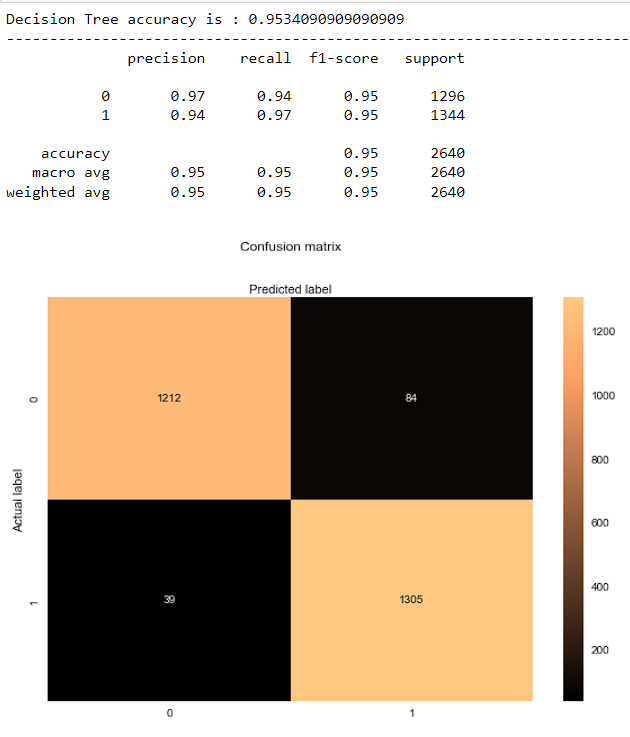 Decision Tree accuracy is : 0.9534090909090909
--------------------------------------------------------------------------------
precision recall f1-score support
0 0.97 0.94 0.95 1296
1 0.94 0.97 0.95 1344
accuracy 0.95 2640
macro avg 0.95 0.95 0.95 2640
weighted avg 0.95 0.95 0.95 2640
Confusion matrix
Predicted label
1200
1000
800
600
400
200
0
1212 84
Actual label
1
39 1305
0 1